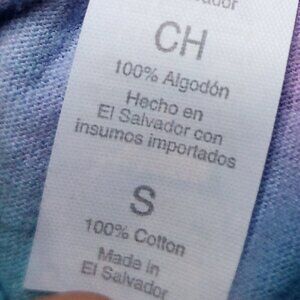 CH
100% Algodón
Hecho en
El Salvador con
insumos importados
S
100% Cotton
Made in
El Salvador